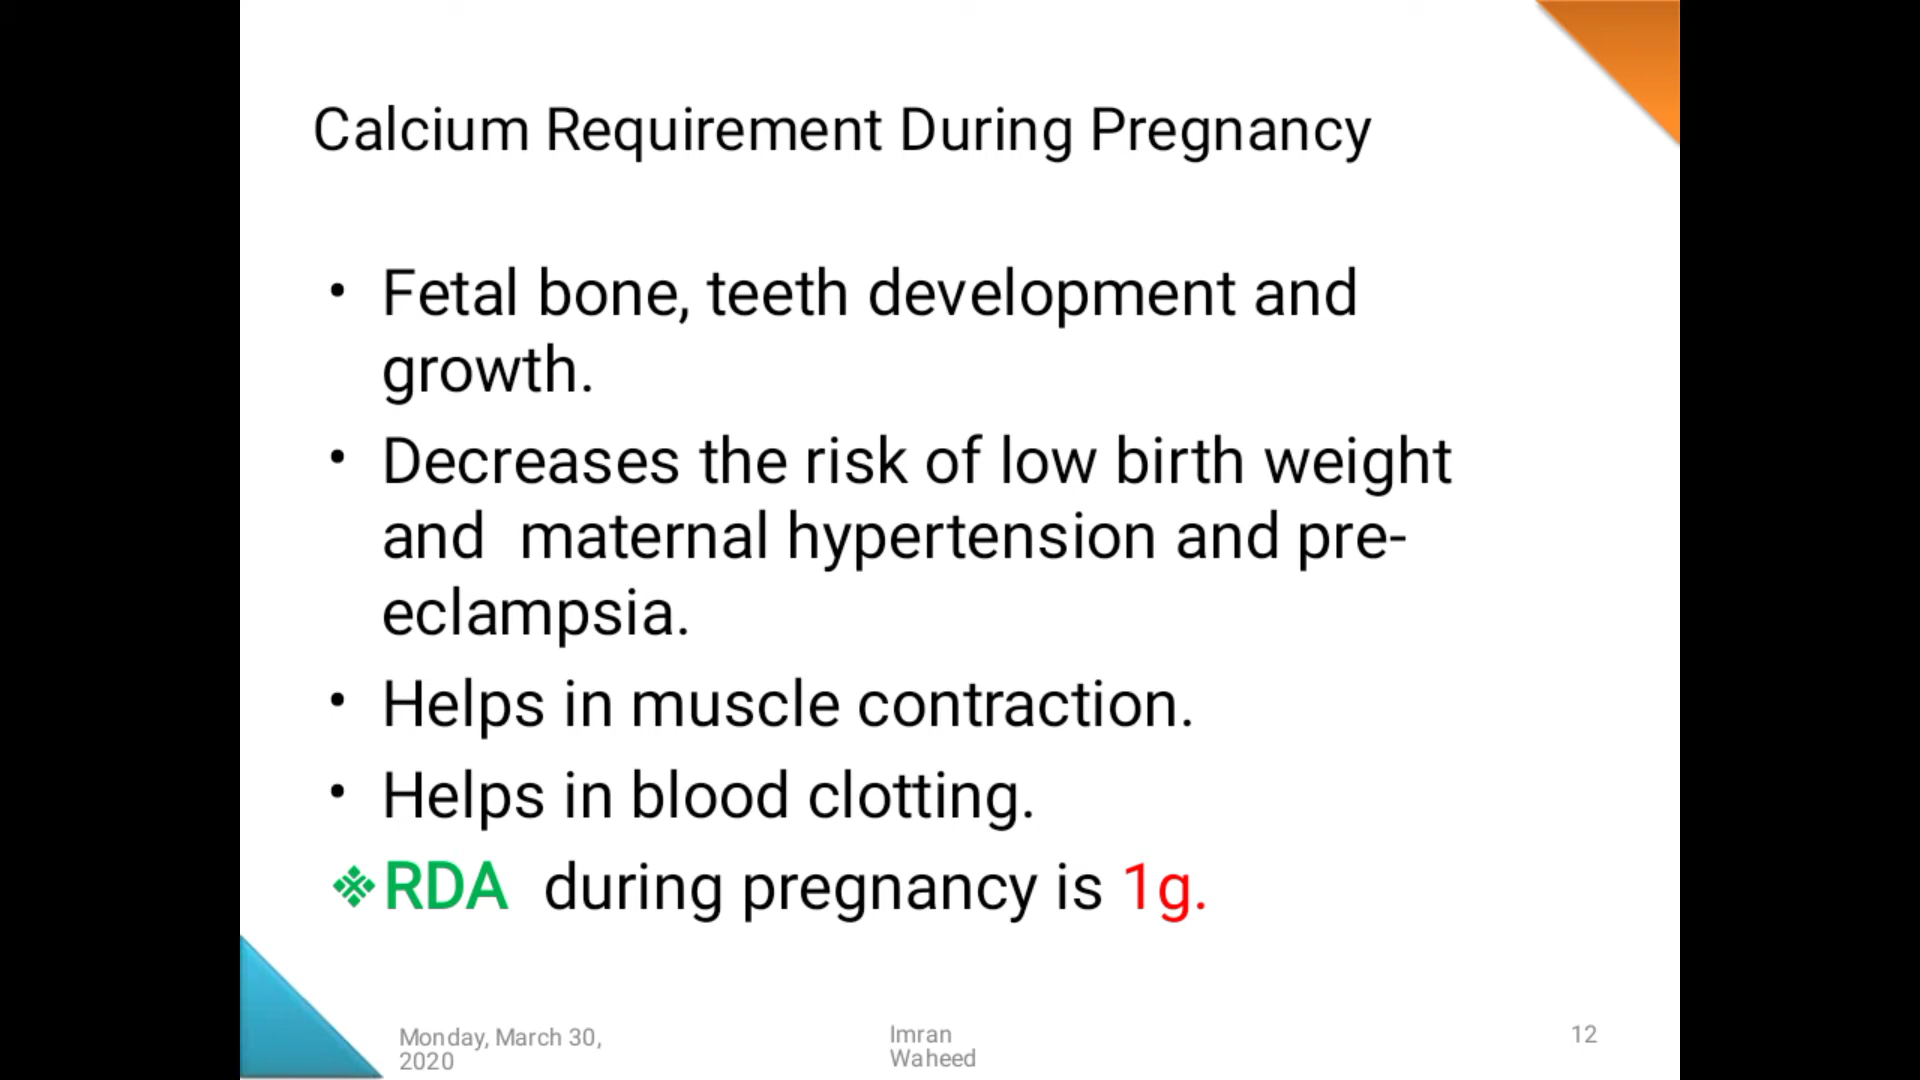 Calcium Requirement During Pregnancy
• Fetal bone, teeth development and
growth.
• Decreases the risk of low birth weight
and  maternal hypertension and pre-
eclampsia.
• Helps in muscle contraction.
• Helps in blood clotting.
❖RDA  during pregnancy is 1g.
Monday, March 30,
2020
Imran
Waheed
12